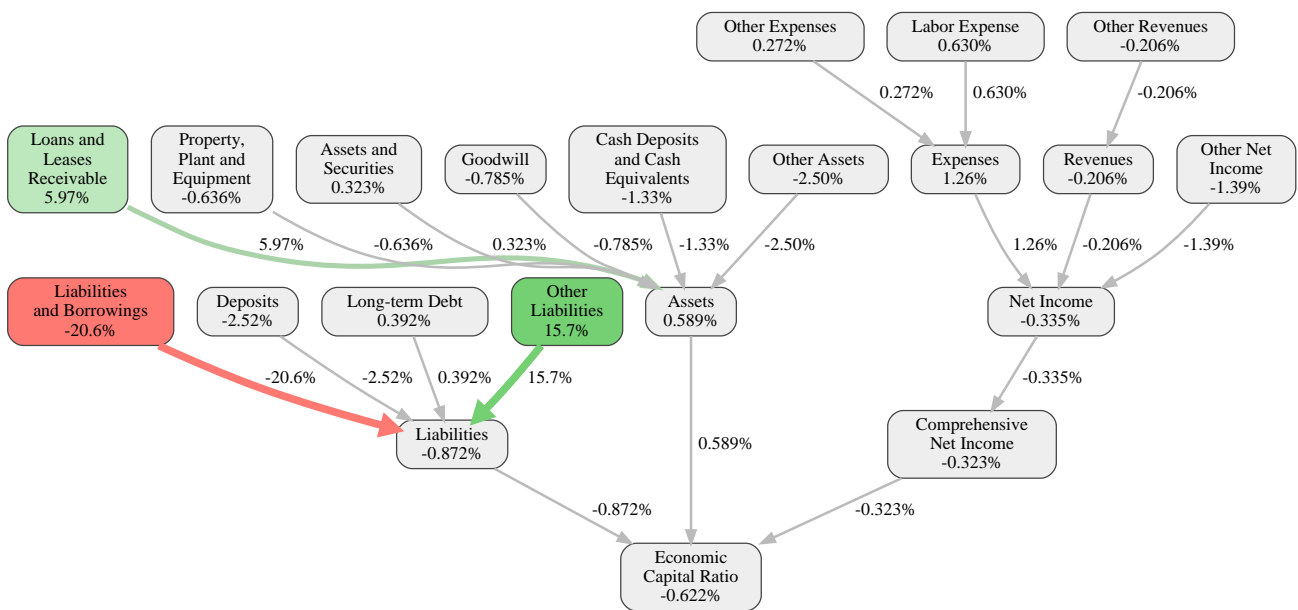 Other Expenses
0.272%
Labor Expense
0.630%
Other Revenues
-0.206%
0.272%
0.630%
-0.206%
Loans and
Leases
Receivable
5.97%
Property,
Plant and
Equipment
-0.636%
Assets and
Securities
0.323%
Goodwill
-0.785%
Cash Deposits
and Cash
Equivalents
-1.33%
Other Assets
-2.50%
Expenses
1.26%
Revenues
-0.206%
Other Net
Income
-1.39%
5.97%
-0.636%
0.323%
-0.785%
-1.33%
-2.50%
1.26%
-0.206%
-1.39%
Liabilities
and Borrowings
-20.6%
Deposits
-2.52%
Long-term Debt
0.392%
Other
Liabilities
15.7%
Assets
0.589%
Net Income
-0.335%
-20.6%
-2.52%
0.392%
15.7%
-0.335%
Liabilities
-0.872%
0.589%
Comprehensive
Net Income
-0.323%
-0.872%
-0.323%
Economic
Capital Ratio
-0.622%